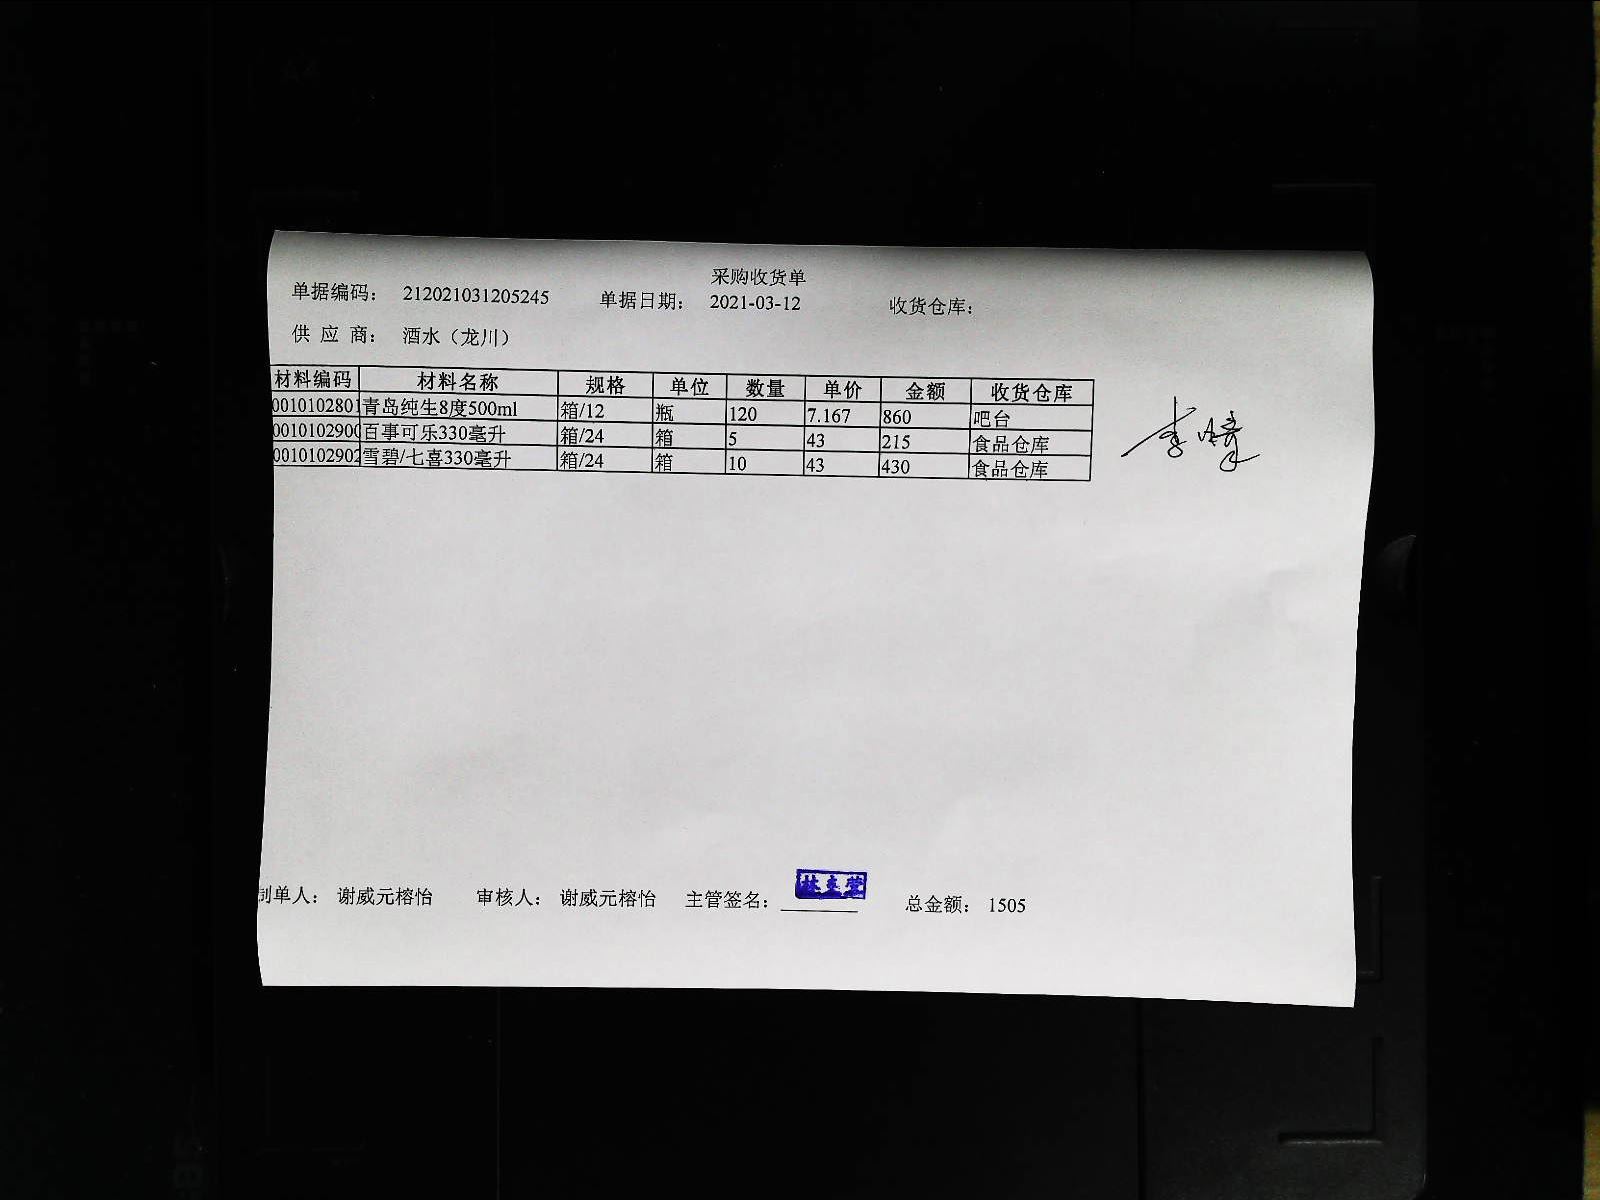 采购收货单
单据编码： 212021031205245 单据日期： 2021-03-12 收货仓库：
供 应 商： 酒水（龙川）
材料编码 材料名称 规格 单位 数量 单价 金额 收货仓库
0010102801 青岛纯生8度500ml 箱/12 瓶 120 7.167 860 吧台
0010102900 百事可乐330毫升 箱/24 箱 5 43 215 食品仓库
0010102902 雪碧/七喜330毫升 箱/24 箱 10 43 430 食品仓库
制单人： 谢威元榕怡 审核人： 谢威元榕怡 主管签名： 总金额： 1505